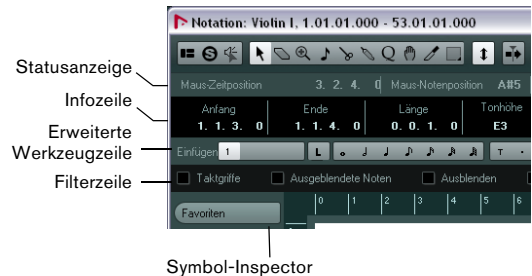 Notation: Violin I, 1.01.01.000 - 53.01.01.000
Statusanzeige
Maus-Zeitposition 3. 2. 4. 0 Maus-Notenposition A#5
Infozeile
Anfang Ende Länge Tonhöhe
1. 1. 3. 0 1. 1. 4. 0 0. 0. 1. 0 E3
Erweiterte
Werkzeugzeile
Einfügen 1 L T
Filterzeile
Taktgriffe Ausgeblendete Noten Ausblenden
Favoriten
0 1 2 3 4 5 6
Symbol-Inspector